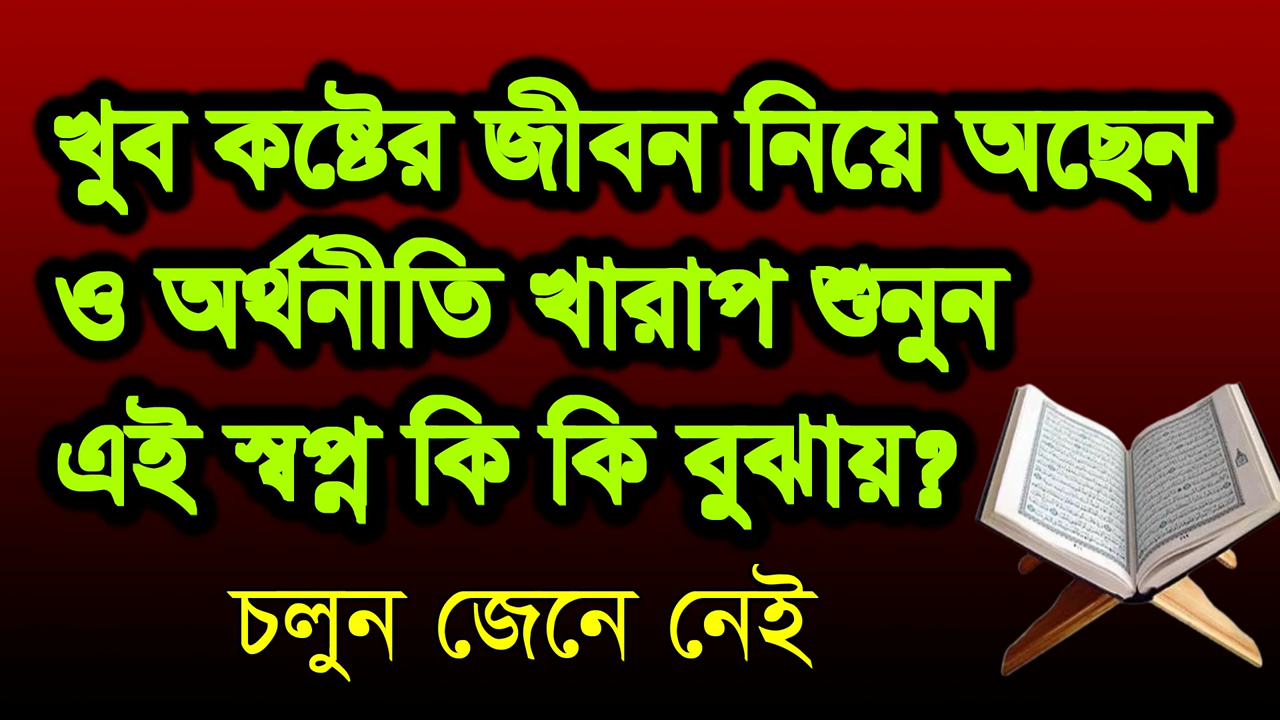 খুব কষ্টের জীবন নিয়ে অছেন
ও অর্থনীতি খারাপ শুনুন
এই স্বপ্ন কি কি বুঝায়?
চলুন জেনে নেই